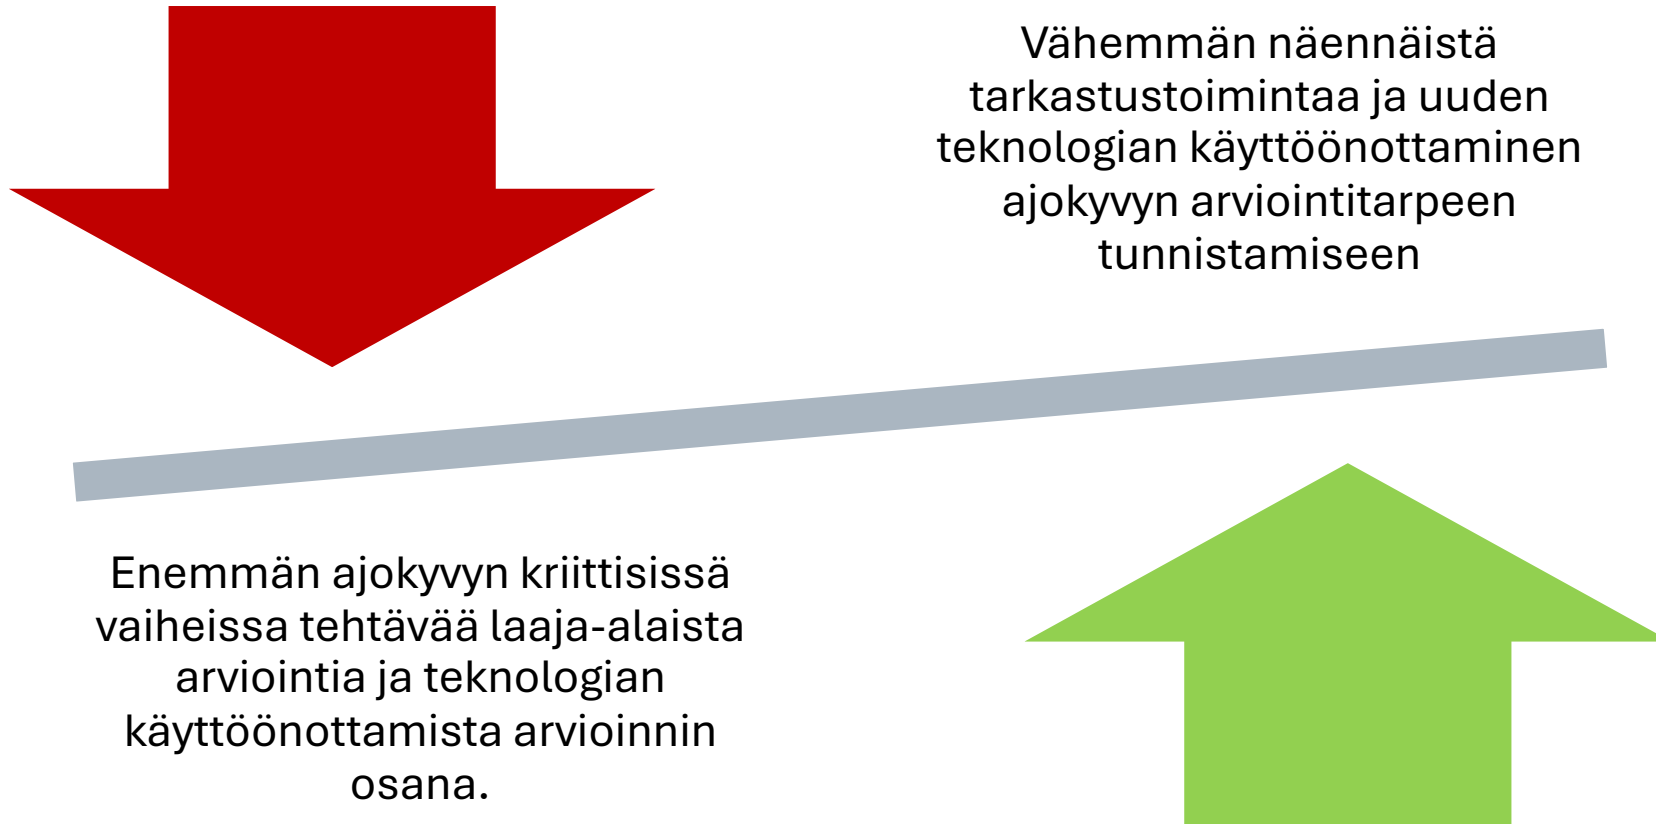 Vähemmän näennäistä
tarkastustoimintaa ja uuden
teknologian käyttöönottaminen
ajokyvyn arviointitarpeen
tunnistamiseen
Enemmän ajokyvyn kriittisissä
vaiheissa tehtävää laaja-alaista
arviointia ja teknologian
käyttöönottamista arvioinnin
osana.